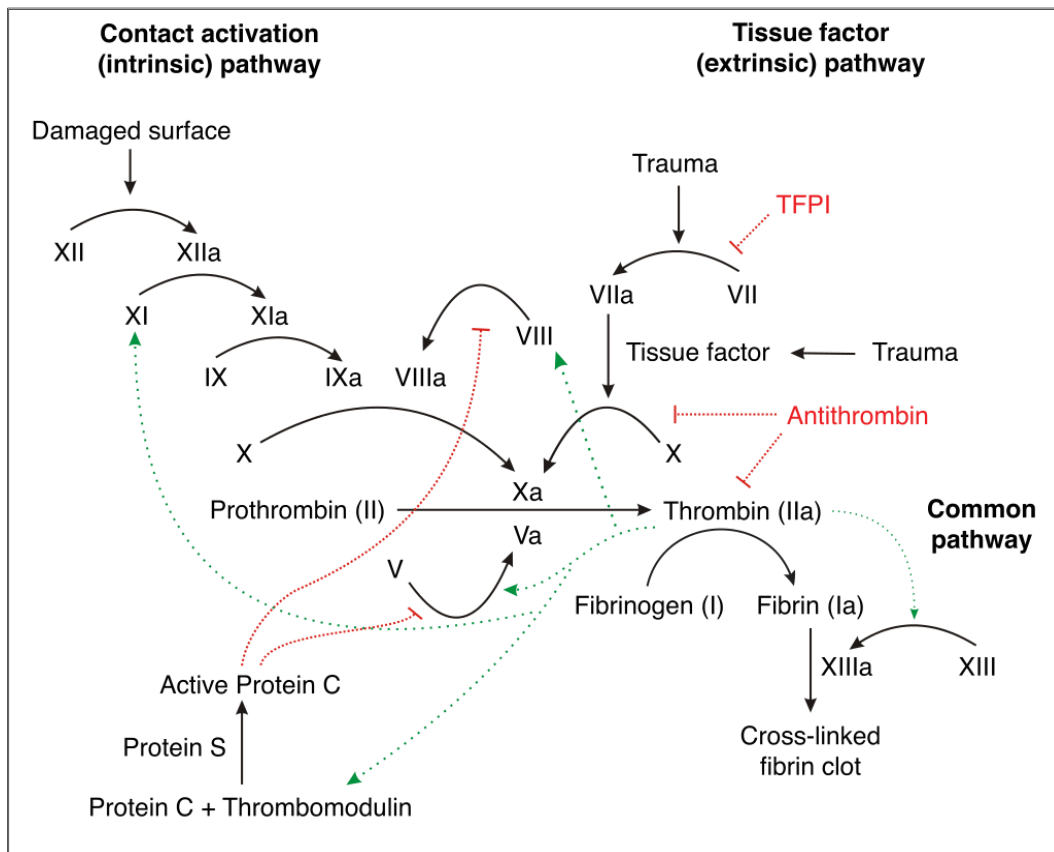 Contact activation
(intrinsic) pathway
Tissue factor
(extrinsic) pathway
Damaged surface
Trauma
TFPI
XII
XIIa
VIIa
VII
XI
XIa
VIII
IX
IXa
VIIIa
Tissue factor
Trauma
Antithrombin
X
X
Xa
Prothrombin (II)
Thrombin (IIa)
Common
pathway
Va
V
Fibrinogen (I)
Fibrin (Ia)
XIIIa
XIII
Active Protein C
Protein S
Cross-linked
fibrin clot
Protein C + Thrombomodulin